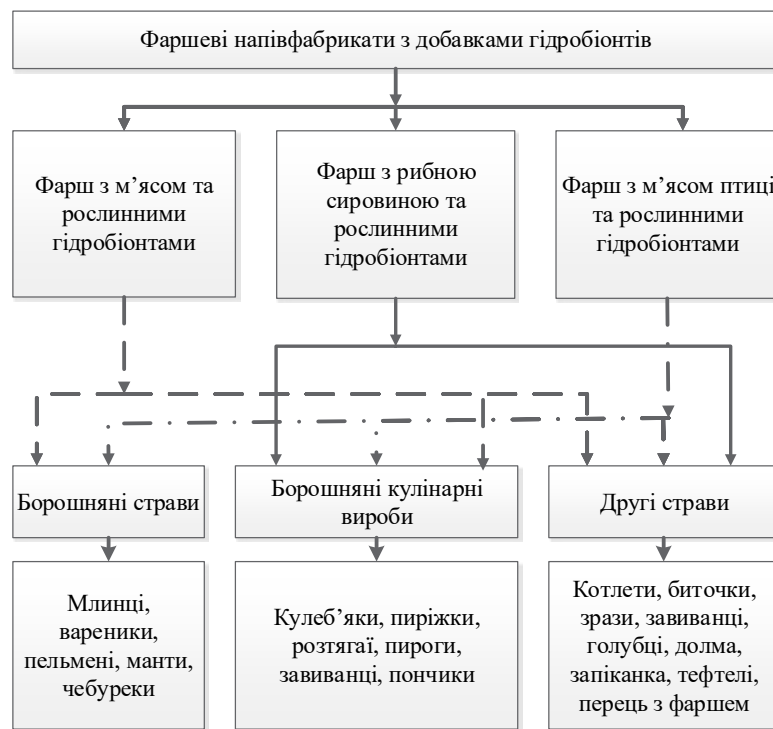 Фаршеві напівфабрикати з добавками гідробіонтів
Фарш з м’ясом та
рослинними
гідробіонтами
Фарш з рибною
сировиною та
рослинними
гідробіонтами
Фарш з м’ясом птиці
та рослинними
гідробіонтами
Борошняні страви
Борошняні кулінарні
вироби
Другі страви
Млинці,
вареники,
пельмені, манти,
чебуреки
Кулеб’яки, пиріжки,
розтягаї, пироги,
завиванці, пончики
Котлети, биточки,
зрази, завиванці,
голубці, долма,
запіканка, тефтелі,
перець з фаршем